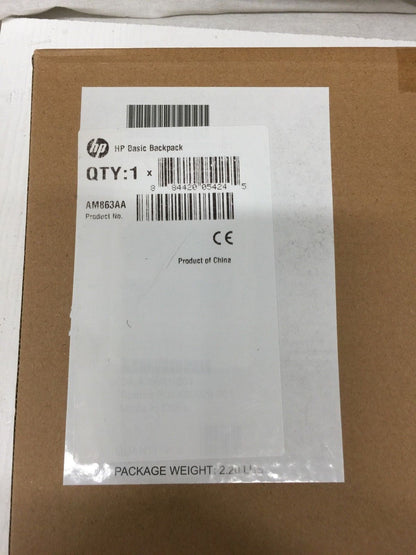 hp HP Basic Backpack
QTY:1 x
8 84420 05424 5
AM863AA
Product No.
CE
Product of China
PACKAGE WEIGHT: 2.20